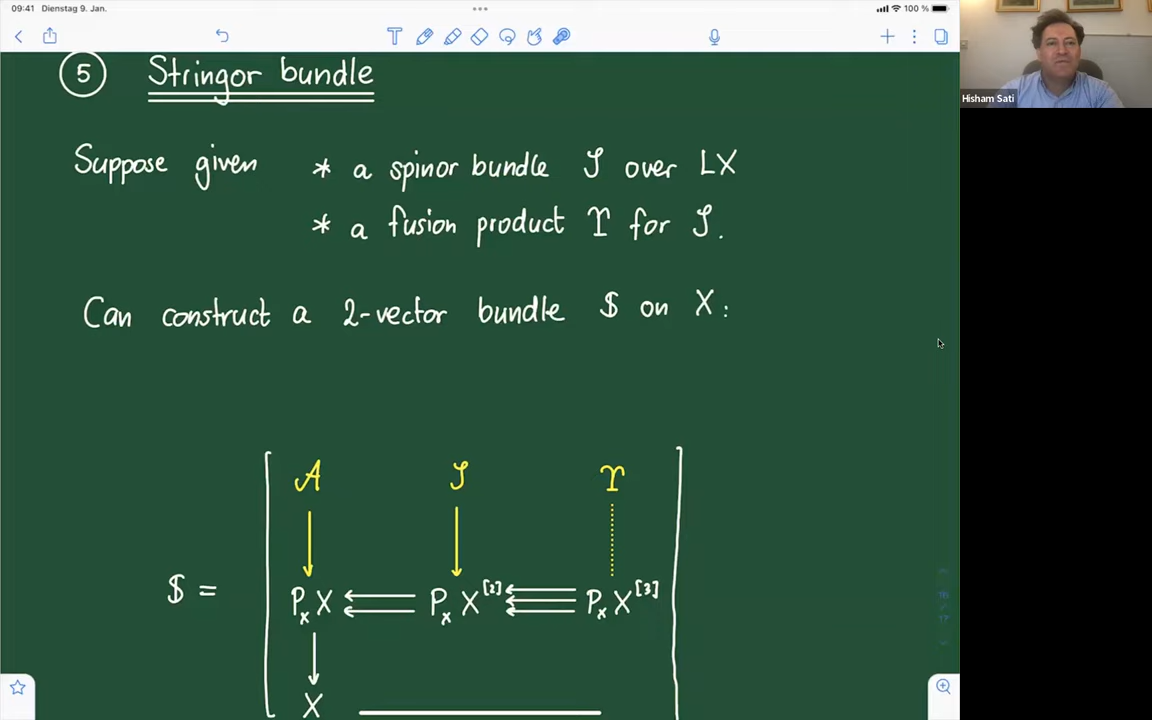 09:41 Dienstag 9. Jan.
100 %
Hisham Sati
5 Stringor bundle
Suppose given * a spinor bundle 𝒮 over LX
* a fusion product ϒ for 𝒮.
Can construct a 2-vector bundle $ on X:
𝒜 𝒮 ϒ
$ = PₓX PₓX[2] PₓX[3]
X